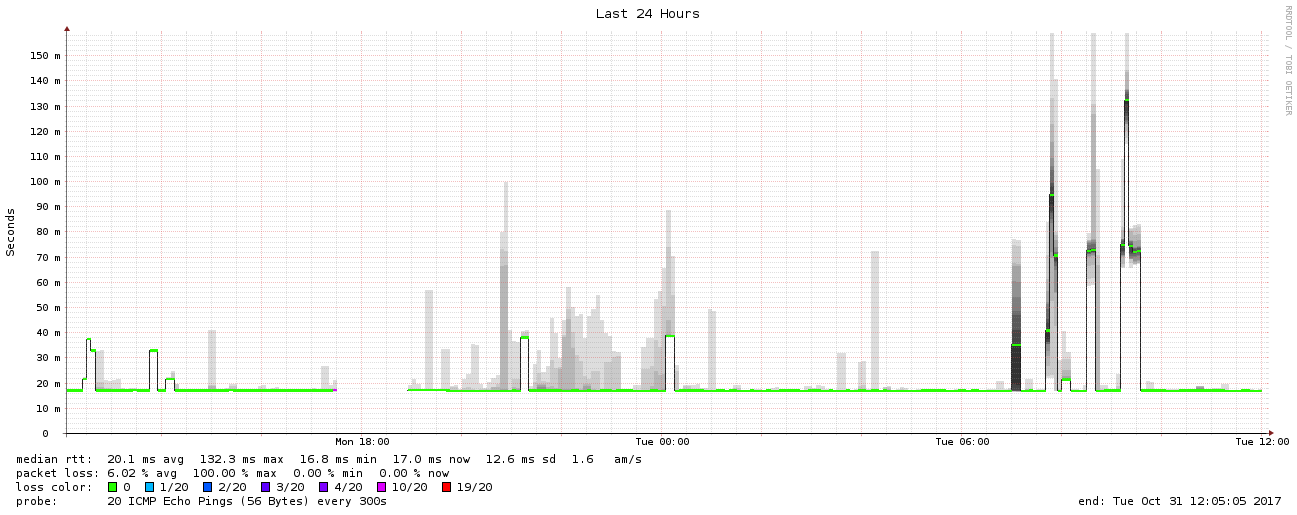 Last 24 Hours
RRDTOOL / TOBI OETIKER
Seconds
150 m
140 m
130 m
120 m
110 m
100 m
90 m
80 m
70 m
60 m
50 m
40 m
30 m
20 m
10 m
0
Mon 18:00 Tue 00:00 Tue 06:00 Tue 12:00
median rtt: 20.1 ms avg 132.3 ms max 16.8 ms min 17.0 ms now 12.6 ms sd 1.6 am/s
packet loss: 6.02 % avg 100.00 % max 0.00 % min 0.00 % now
loss color: 0 1/20 2/20 3/20 4/20 10/20 19/20
probe: 20 ICMP Echo Pings (56 Bytes) every 300s end: Tue Oct 31 12:05:05 2017